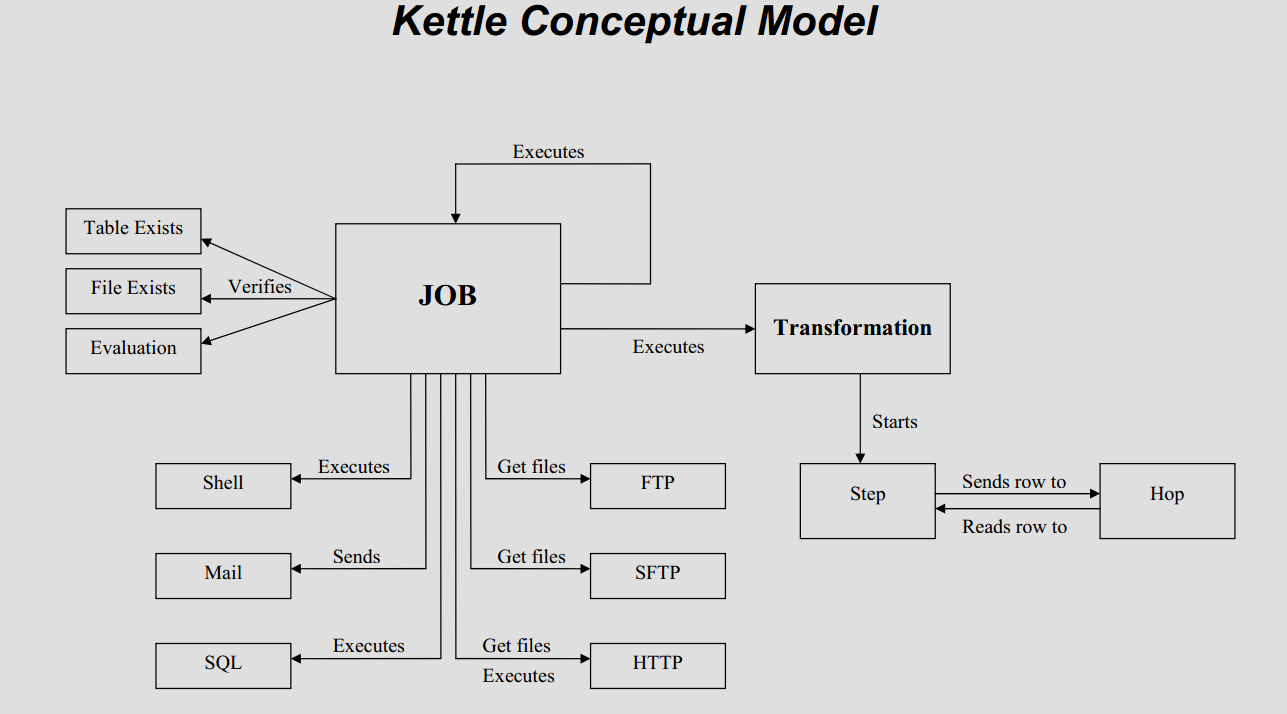 Kettle Conceptual Model
Executes
Table Exists
File Exists
Verifies
Evaluation
JOB
Transformation
Executes
Starts
Shell
Executes
Get files
FTP
Step
Sends row to
Reads row to
Hop
Mail
Sends
Get files
SFTP
SQL
Executes
Get files
Executes
HTTP